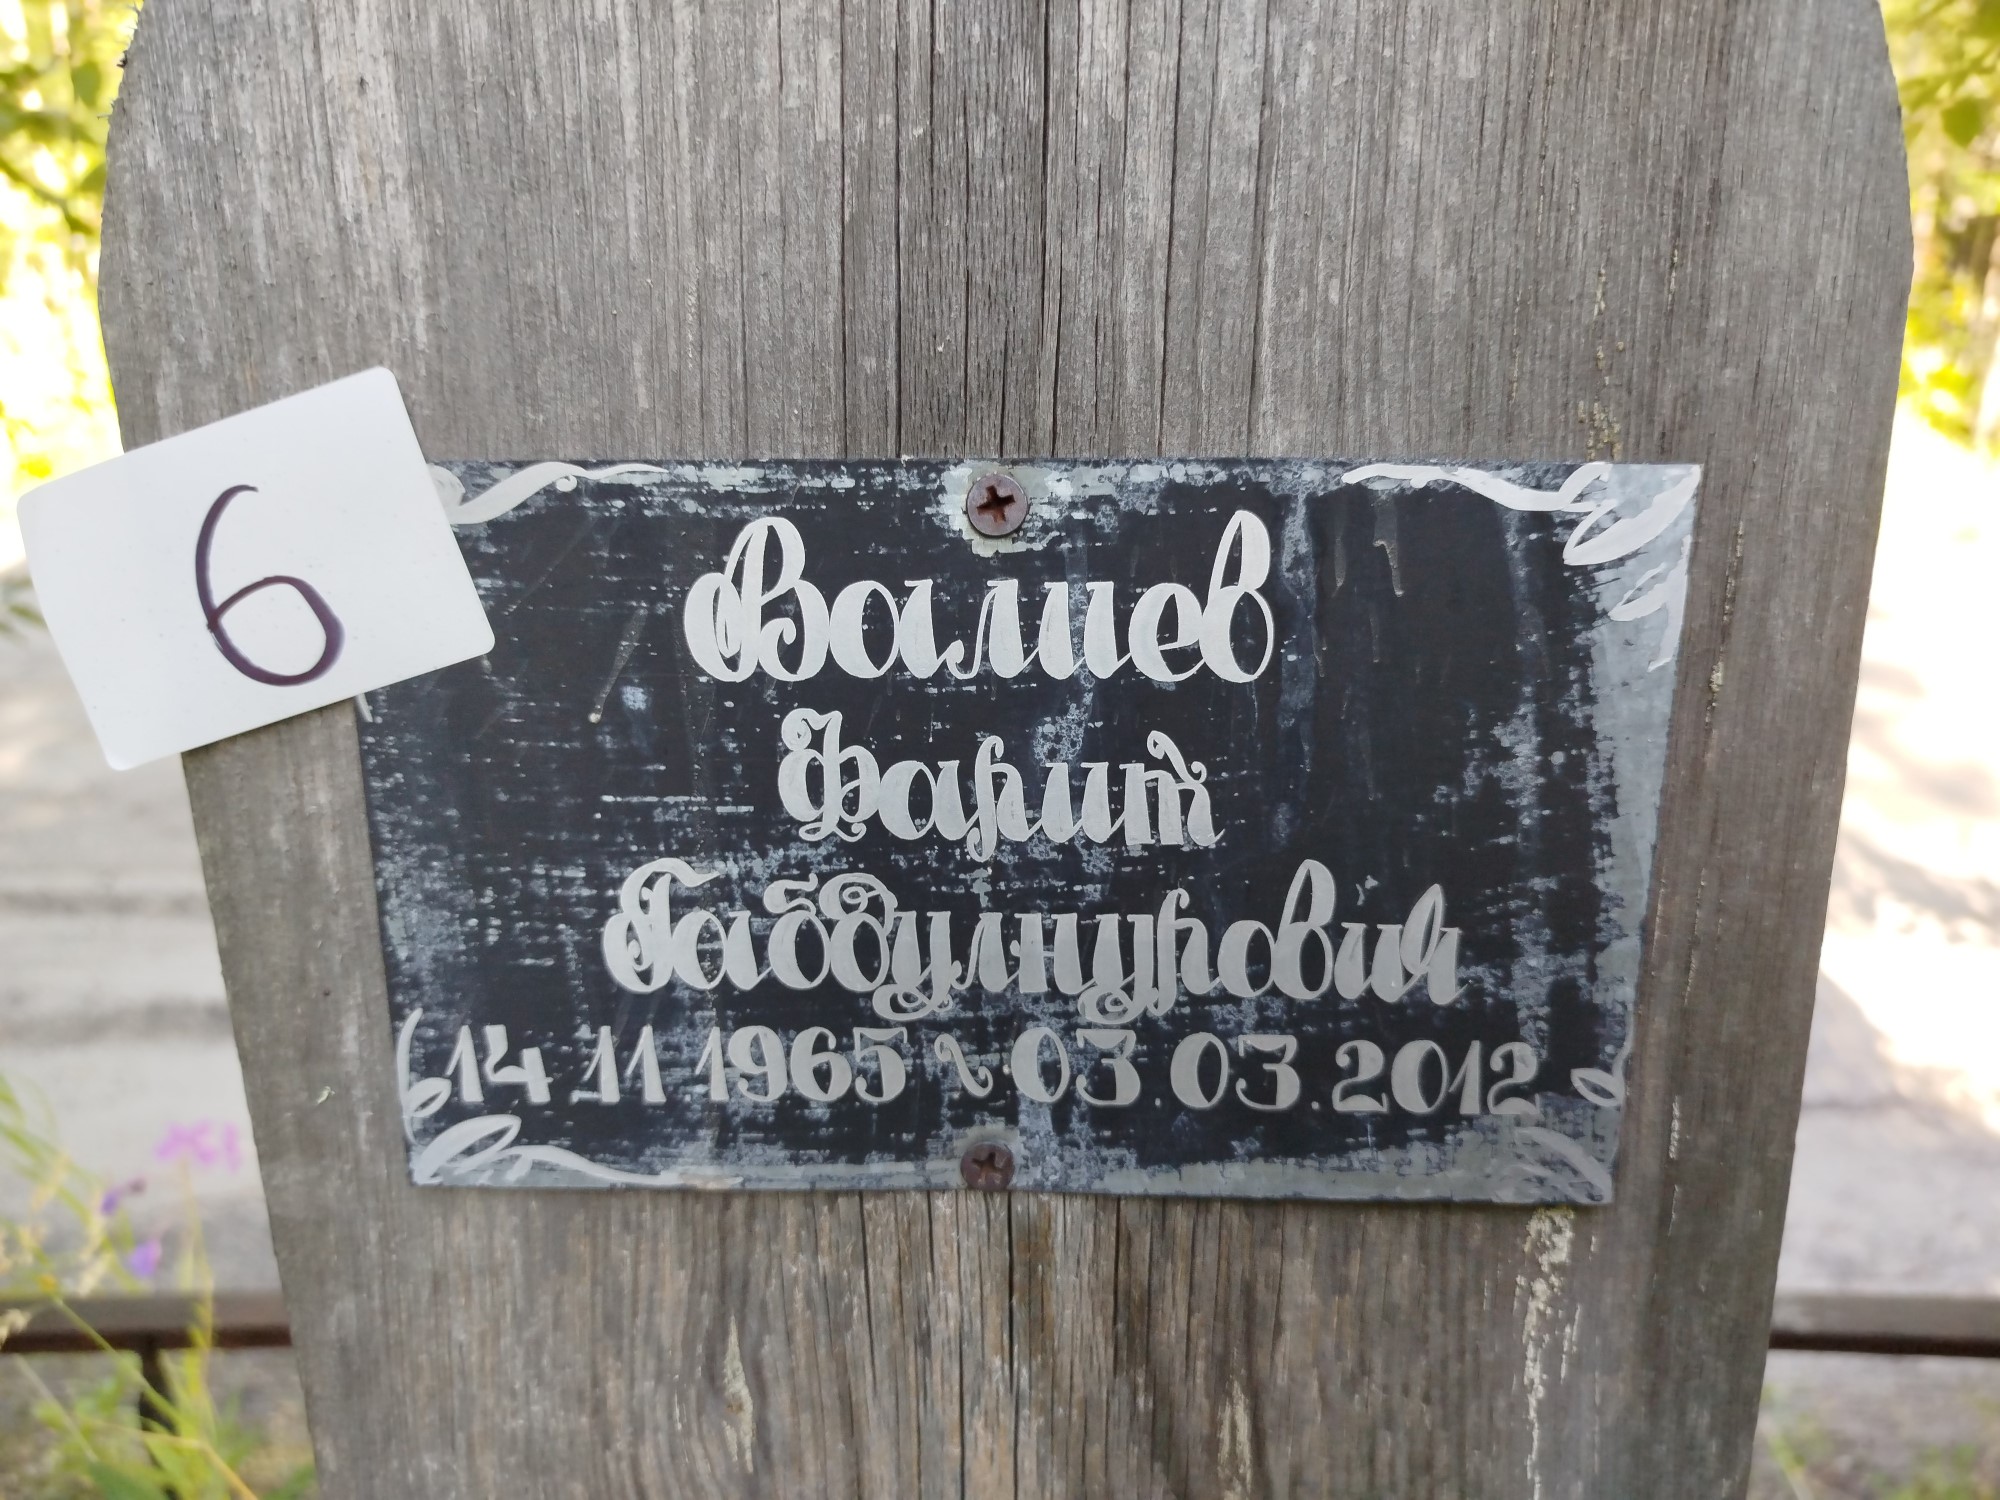 6
Валиев
Фарит
Габдулнурович
14 11 1965 ~ 03.03.2012